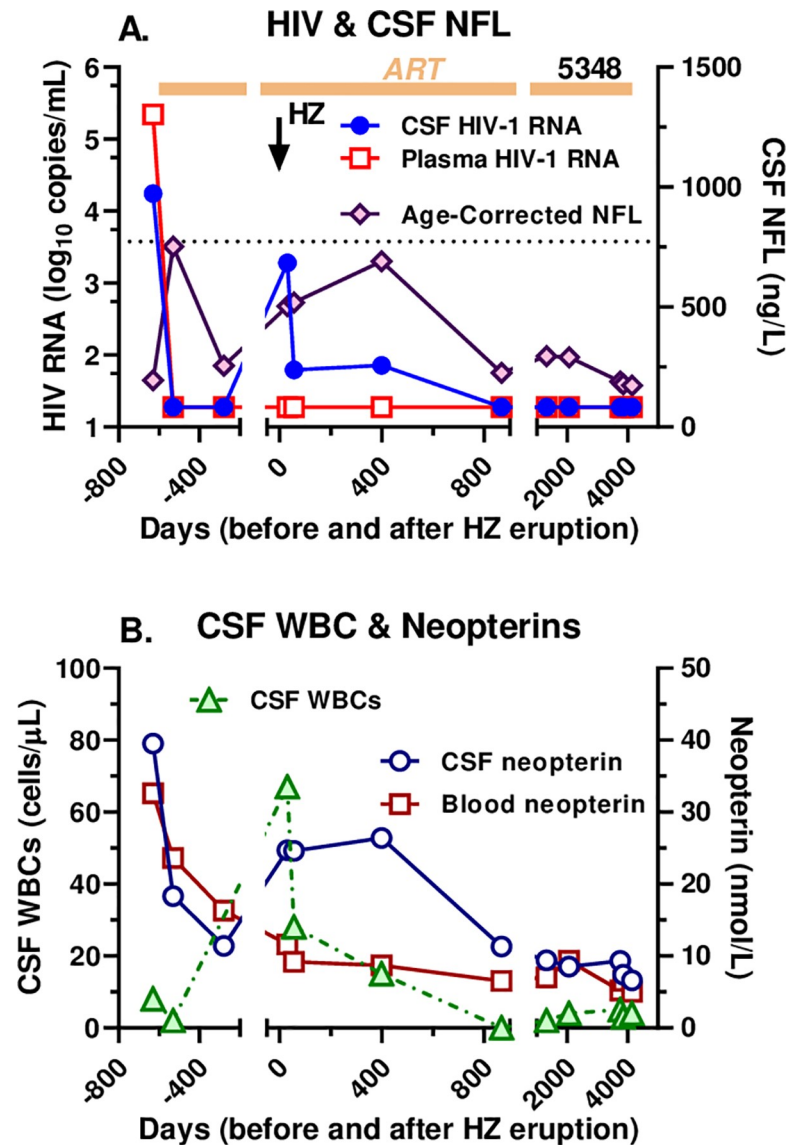 A. HIV & CSF NFL
ART 5348
HZ
CSF HIV-1 RNA
Plasma HIV-1 RNA
Age-Corrected NFL
HIV RNA (log10 copies/mL)
6
5
4
3
2
1
CSF NFL (ng/L)
1500
1000
500
0
-800 -400 0 400 800 2000 4000
Days (before and after HZ eruption)
B. CSF WBC & Neopterins
CSF WBCs
CSF neopterin
Blood neopterin
CSF WBCs (cells/μL)
100
80
60
40
20
0
Neopterin (nmol/L)
50
40
30
20
10
0
-800 -400 0 400 800 2000 4000
Days (before and after HZ eruption)